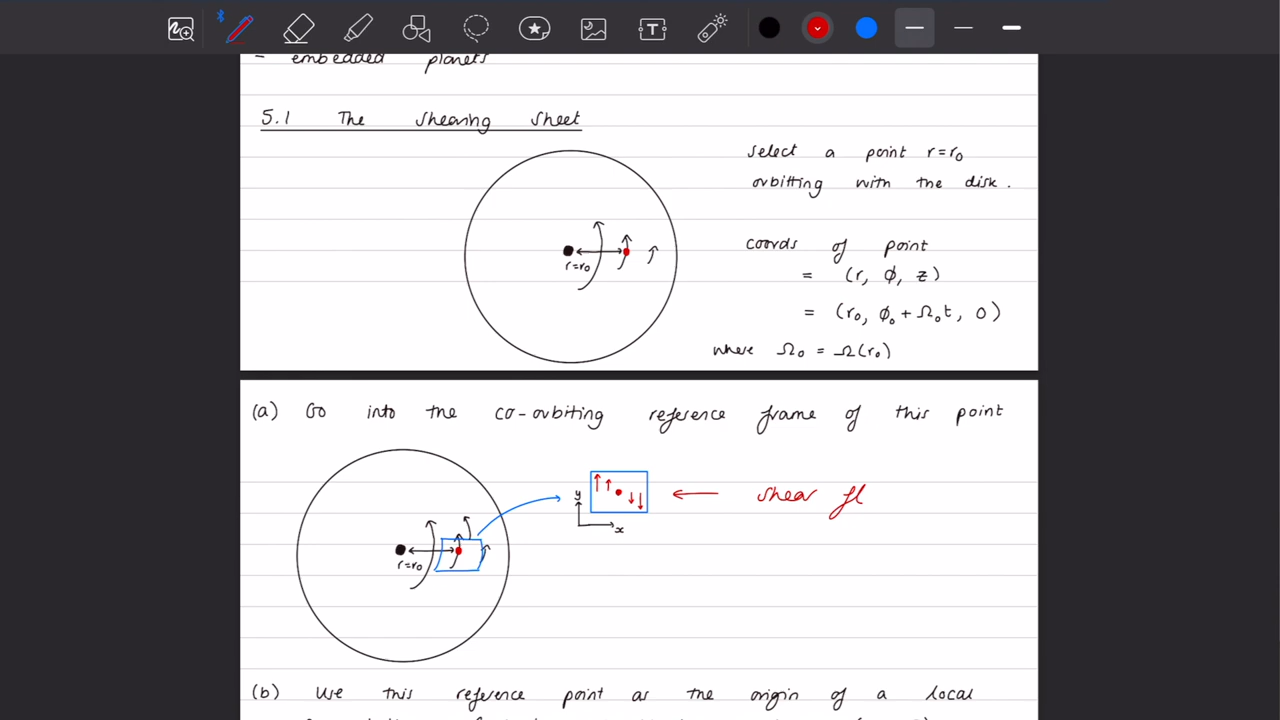 - embedded planets
5.1 The Shearing Sheet
select a point r=r₀
orbitting with the disk.
r=r₀
coords of point
= (r, ϕ, z)
= (r₀, ϕ₀ + Ω₀t, 0)
where Ω₀ = Ω(r₀)
(a) Go into the co-orbiting reference frame of this point
y
x
shear fl
r=r₀
(b) Use this reference point as the origin of a local